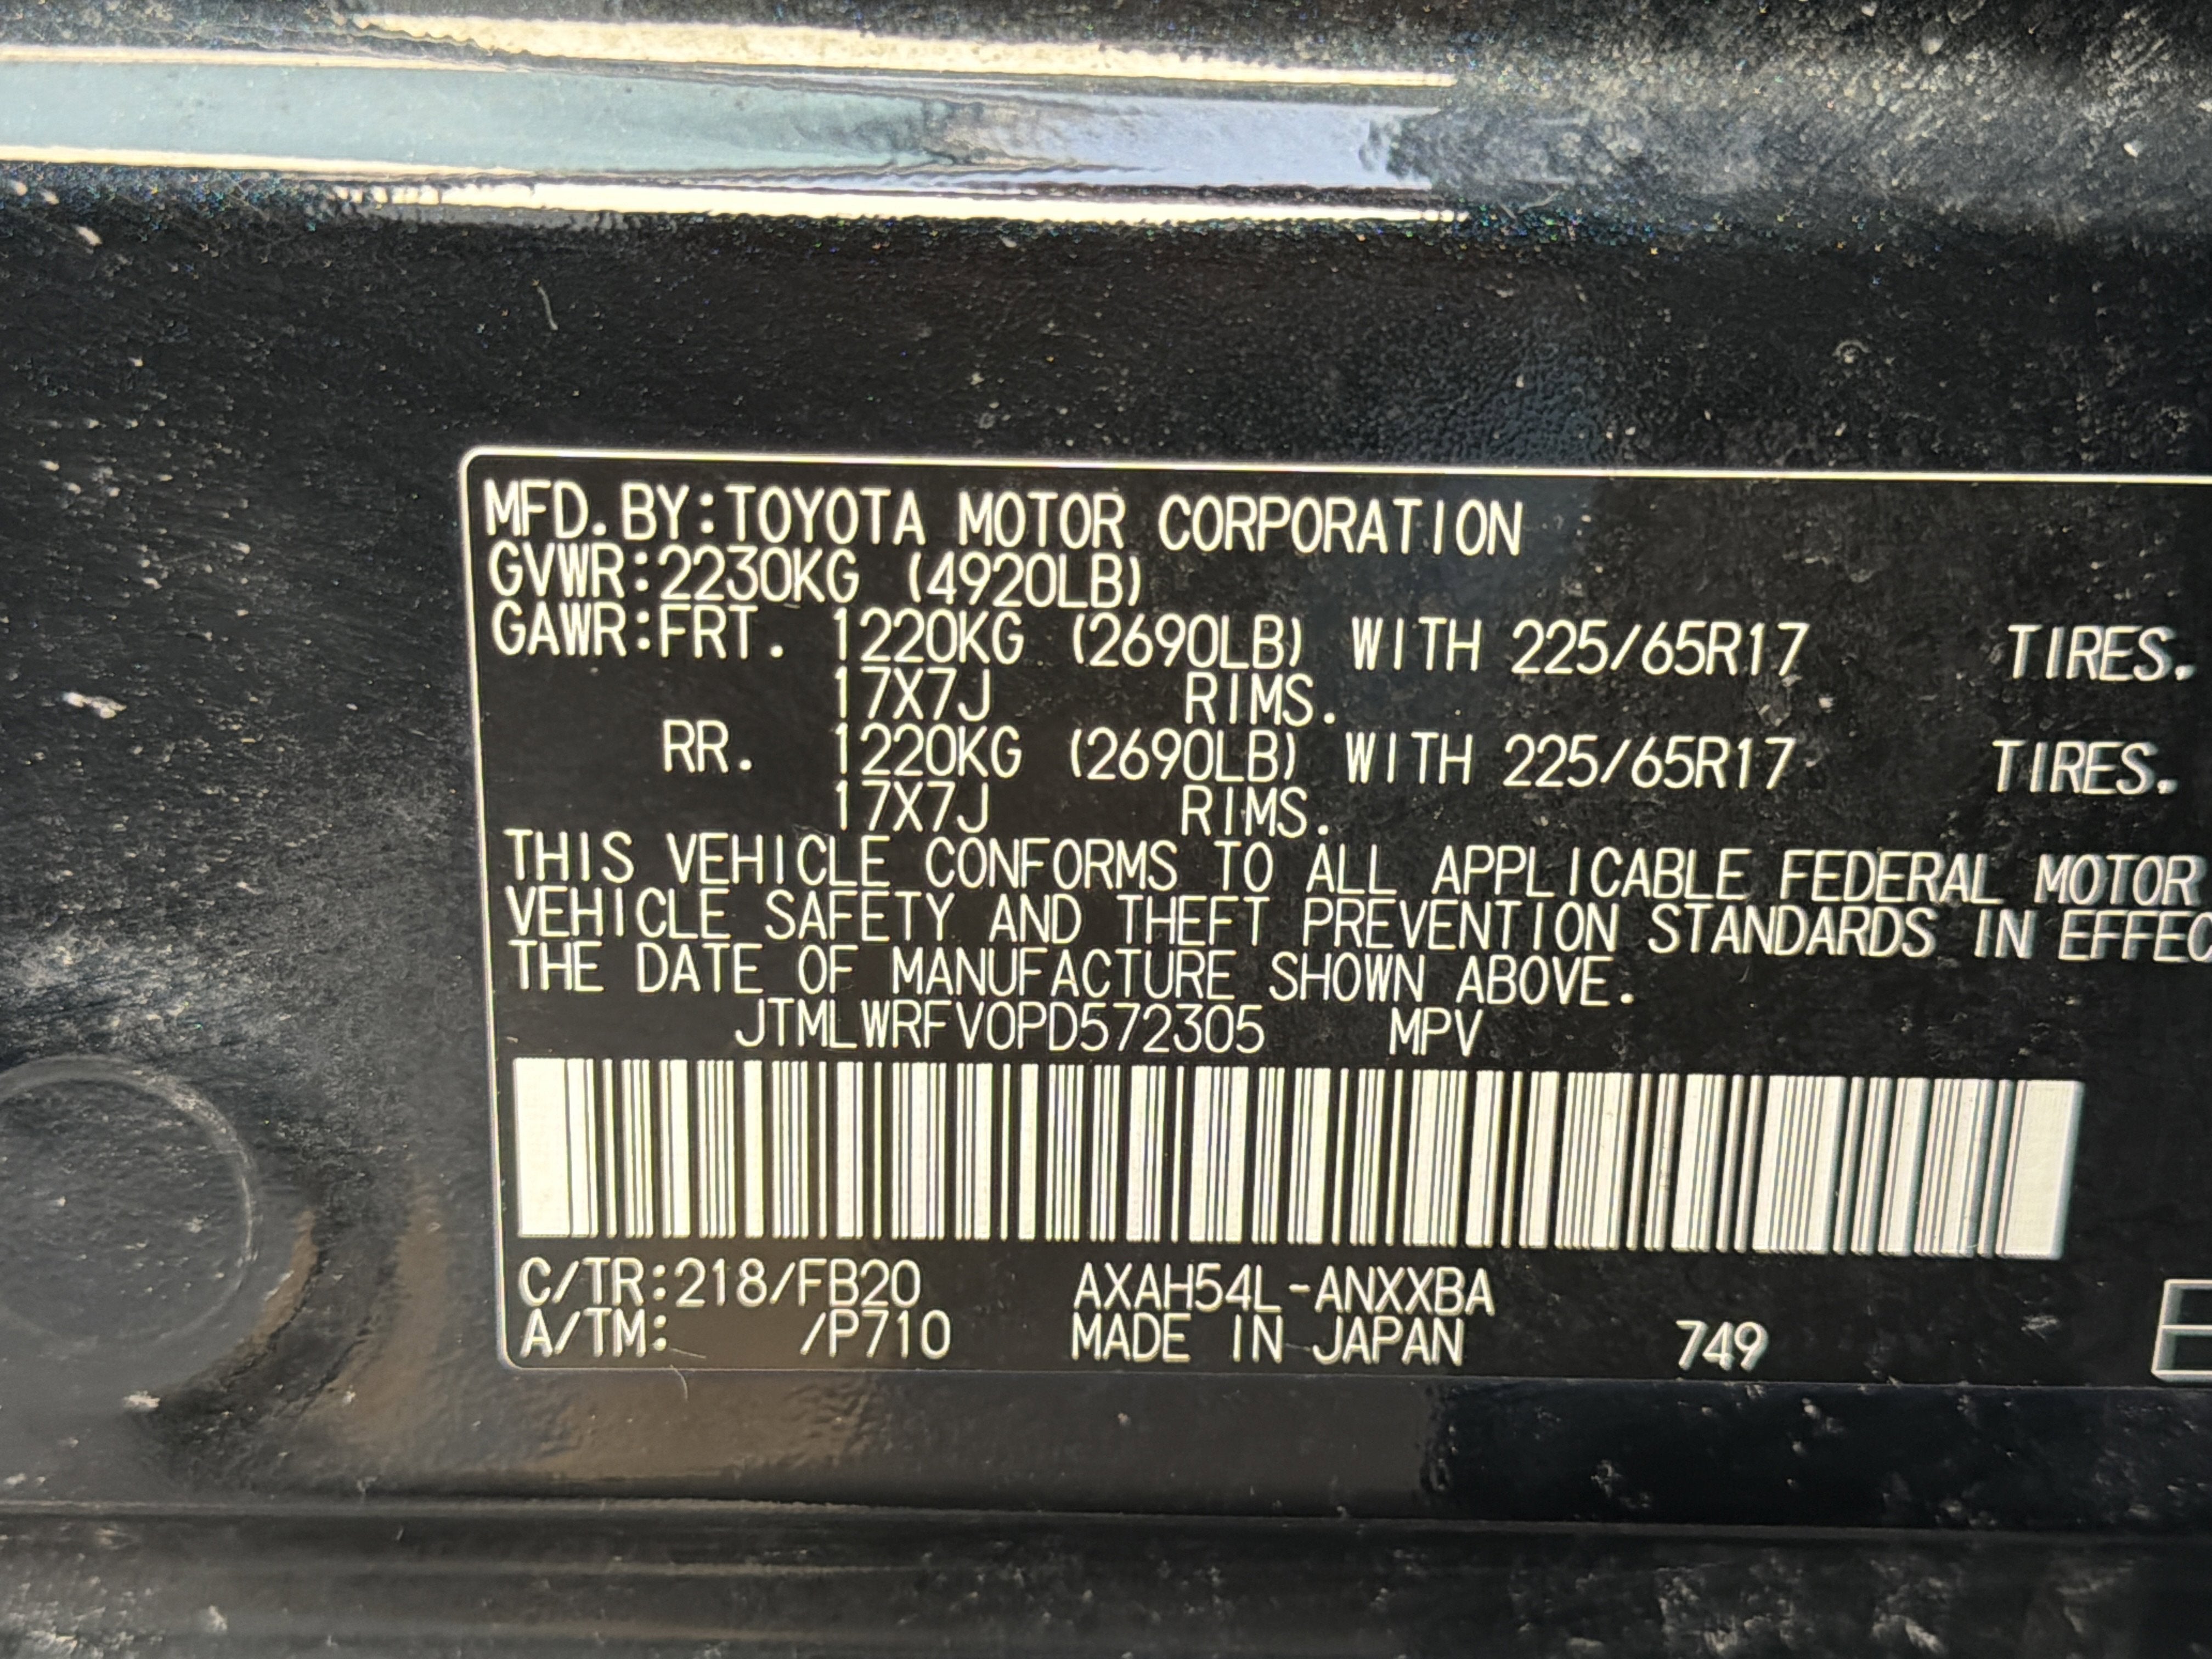 MFD.BY:TOYOTA MOTOR CORPORATION
GVWR:2230KG (4920LB)
GAWR:FRT. 1220KG (2690LB) WITH 225/65R17 TIRES.
17X7J RIMS.
RR. 1220KG (2690LB) WITH 225/65R17 TIRES.
17X7J RIMS.
THIS VEHICLE CONFORMS TO ALL APPLICABLE FEDERAL MOTOR
VEHICLE SAFETY AND THEFT PREVENTION STANDARDS IN EFFEC
THE DATE OF MANUFACTURE SHOWN ABOVE.
JTMLWRFV0PD572305 MPV
C/TR:218/FB20 AXAH54L-ANXXBA
A/TM: /P710 MADE IN JAPAN 749